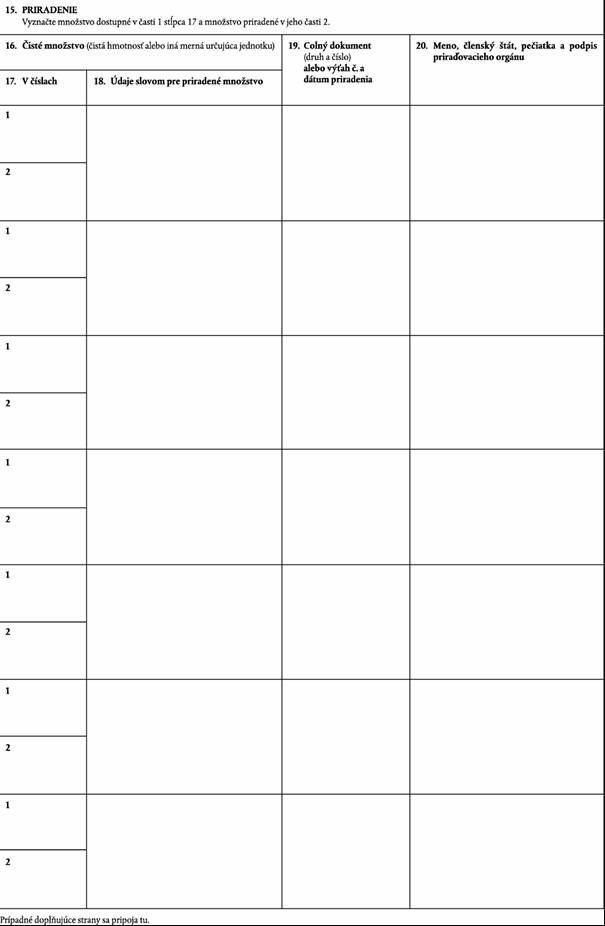 15. PRIRADENIE
Vyznačte množstvo dostupné v časti 1 stĺpca 17 a množstvo priradené v jeho časti 2.
16. Čisté množstvo (čistá hmotnosť alebo iná merná určujúca jednotku)
19. Colný dokument
(druh a číslo)
alebo výťah č. a
dátum priradenia
20. Meno, členský štát, pečiatka a podpis
priraďovacieho orgánu
17. V číslach
18. Údaje slovom pre priradené množstvo
1
2
1
2
1
2
1
2
1
2
1
2
1
2
Prípadné doplňujúce strany sa pripoja tu.